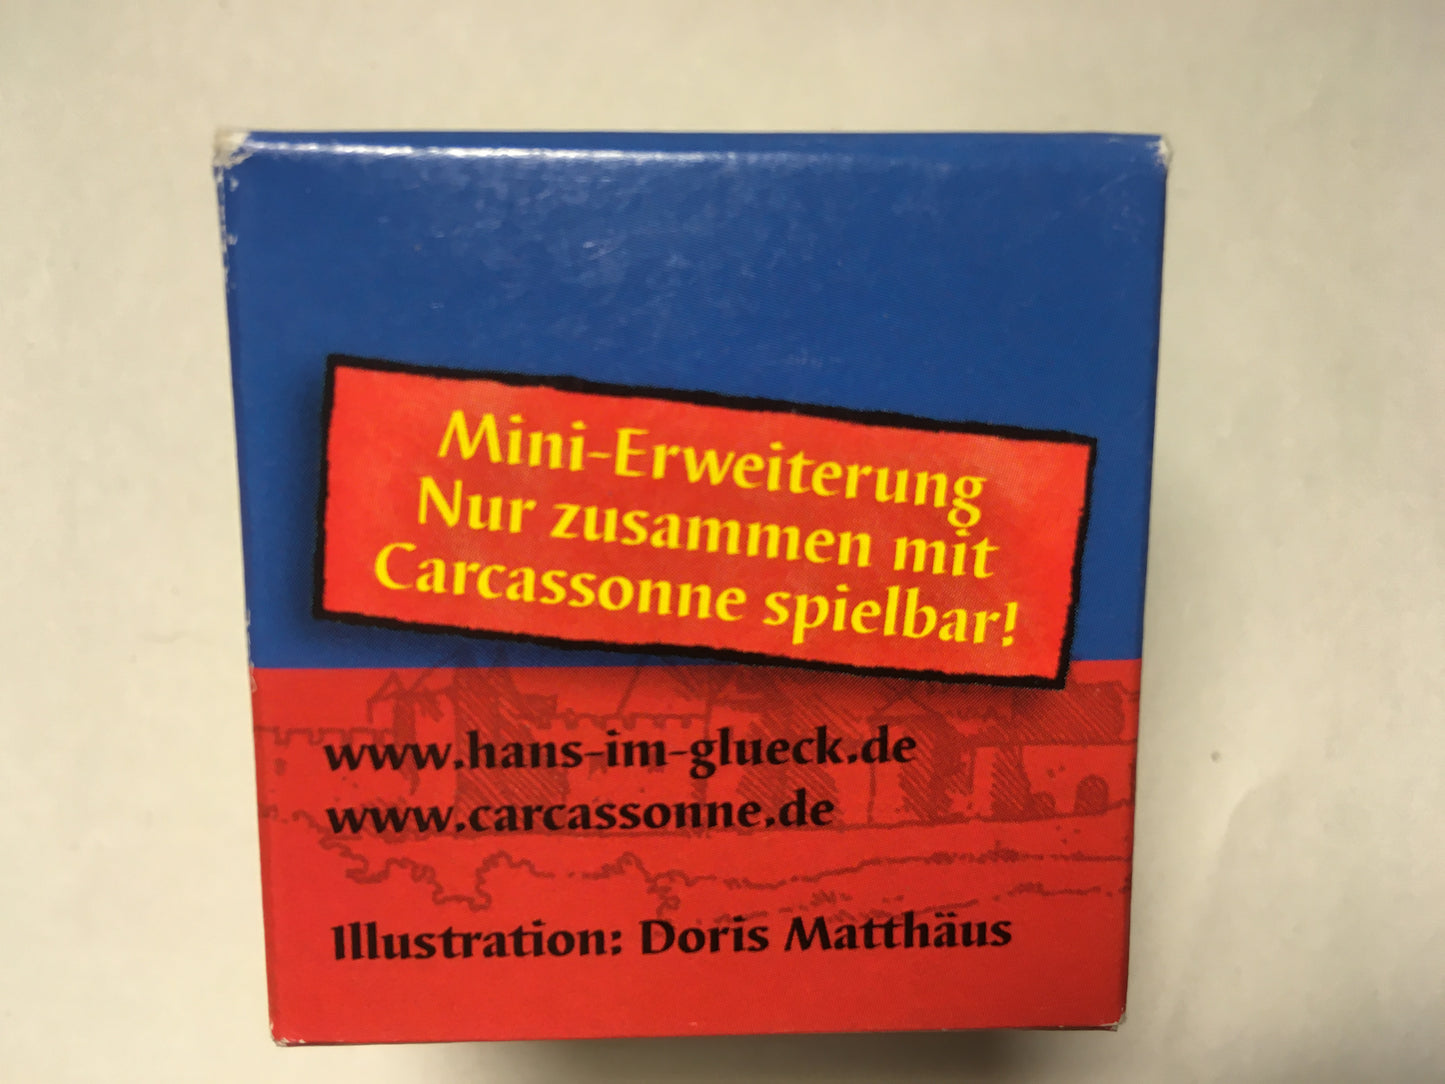 Mini-Erweiterung
Nur zusammen mit
Carcassonne spielbar!
www.hans-im-glueck.de
www.carcassonne.de
Illustration: Doris Matthäus